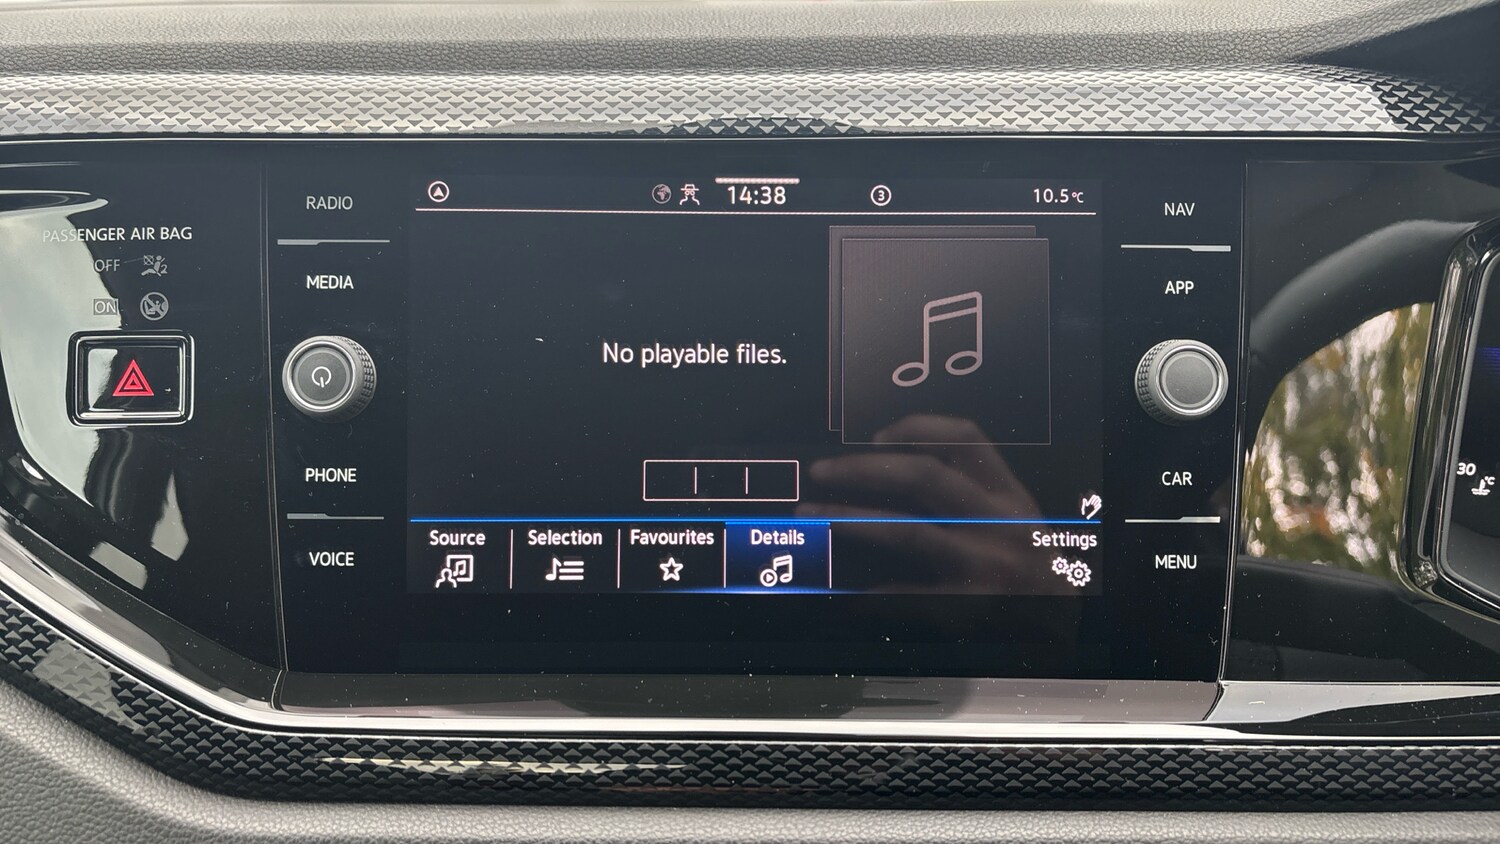 PASSENGER AIR BAG
OFF
ON
RADIO
MEDIA
PHONE
VOICE
14:38
3
10.5°C
No playable files.
Source
Selection
Favourites
Details
Settings
NAV
APP
CAR
MENU
30
°C